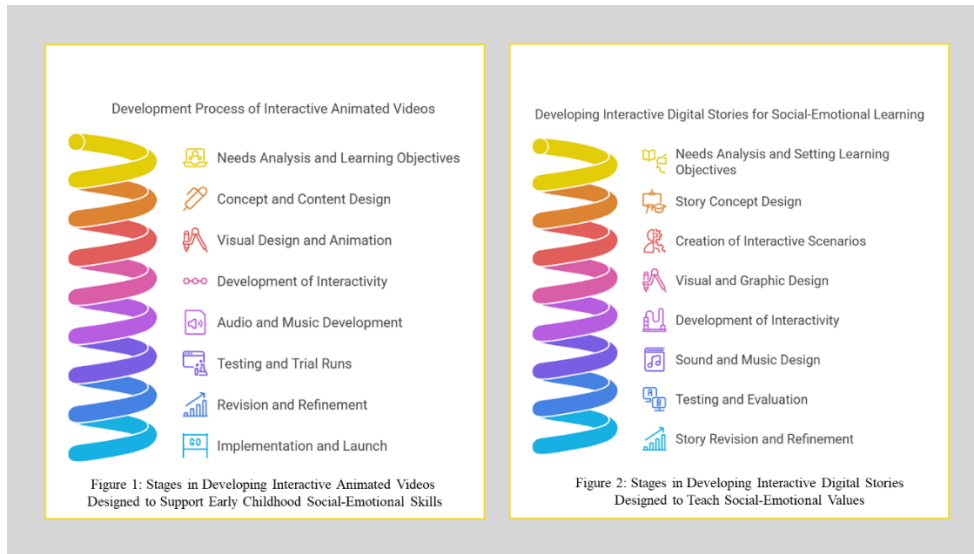 Development Process of Interactive Animated Videos
Needs Analysis and Learning Objectives
Concept and Content Design
Visual Design and Animation
Development of Interactivity
Audio and Music Development
Testing and Trial Runs
Revision and Refinement
GO
Implementation and Launch
Figure 1: Stages in Developing Interactive Animated Videos
Designed to Support Early Childhood Social-Emotional Skills
Developing Interactive Digital Stories for Social-Emotional Learning
Needs Analysis and Setting Learning
Objectives
Story Concept Design
Creation of Interactive Scenarios
Visual and Graphic Design
Development of Interactivity
Sound and Music Design
A
B
Testing and Evaluation
Story Revision and Refinement
Figure 2: Stages in Developing Interactive Digital Stories
Designed to Teach Social-Emotional Values